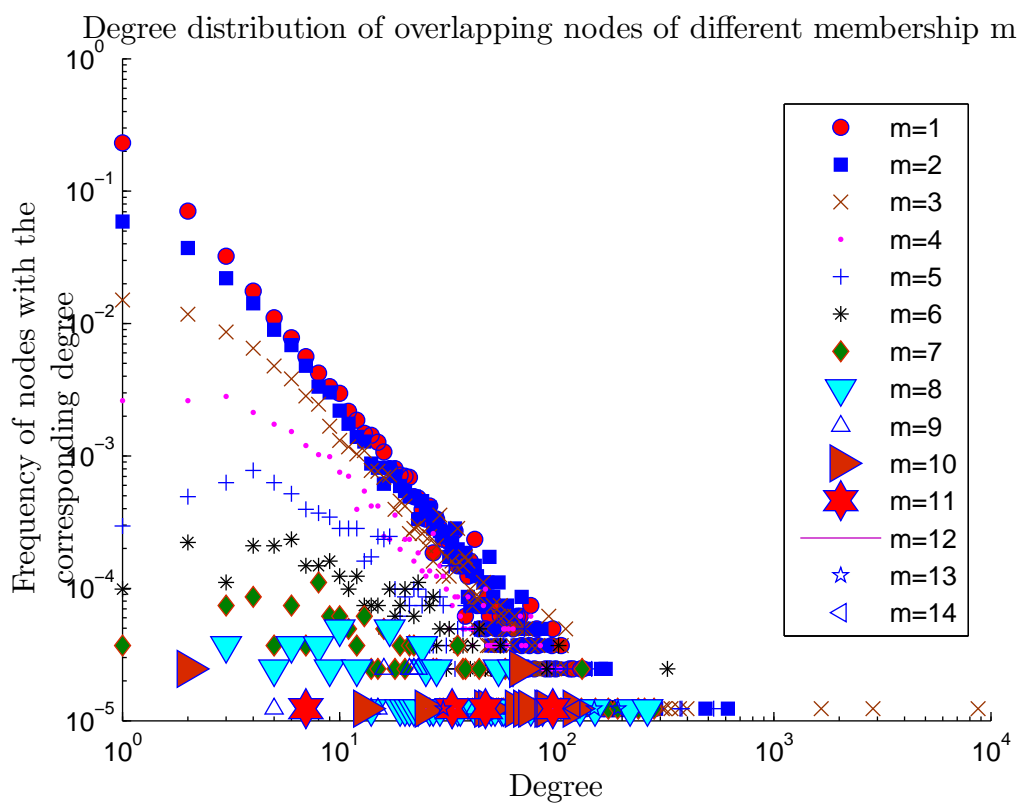 Degree distribution of overlapping nodes of different membership m
10^0
10^-1
10^-2
10^-3
10^-4
10^-5
Frequency of nodes with the
corresponding degree
m=1
m=2
m=3
m=4
m=5
m=6
m=7
m=8
m=9
m=10
m=11
m=12
m=13
m=14
10^0 10^1 10^2 10^3 10^4
Degree